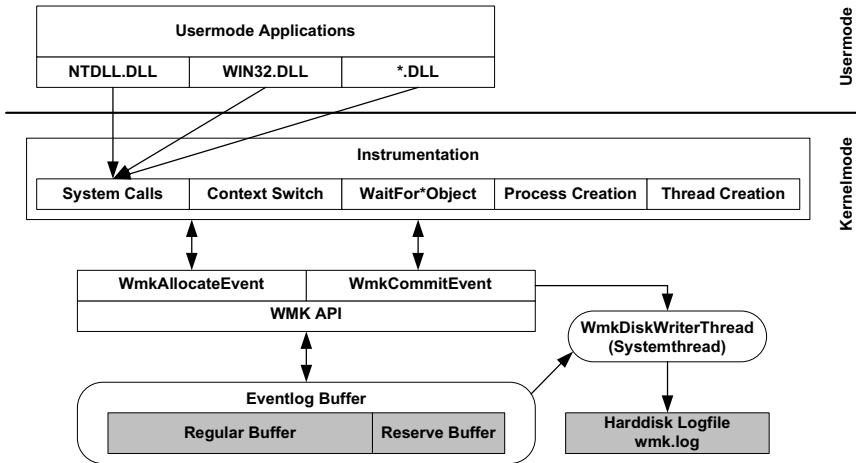 Usermode Applications
NTDLL.DLL
WIN32.DLL
*.DLL
Usermode
Kernelmode
Instrumentation
System Calls
Context Switch
WaitFor*Object
Process Creation
Thread Creation
WmkAllocateEvent
WmkCommitEvent
WMK API
WmkDiskWriterThread
(Systemthread)
Eventlog Buffer
Regular Buffer
Reserve Buffer
Harddisk Logfile
wmk.log